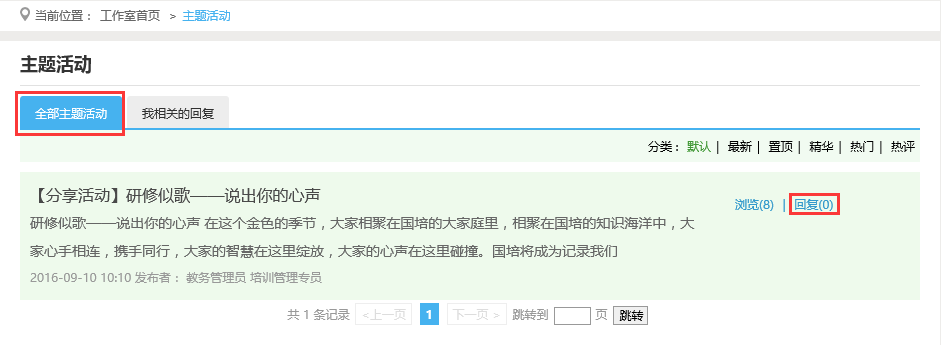 当前位置： 工作室首页 > 主题活动
主题活动
全部主题活动 我相关的回复
分类： 默认 | 最新 | 置顶 | 精华 | 热门 | 热评
【分享活动】研修似歌——说出你的心声
浏览(8) | 回复(0)
研修似歌——说出你的心声 在这个金色的季节，大家相聚在国培的大家庭里，相聚在国培的知识海洋中，大
家心手相连，携手同行，大家的智慧在这里绽放，大家的心声在这里碰撞。国培将成为记录我们
2016-09-10 10:10 发布者： 教务管理员 培训管理专员
共 1 条记录 <上一页 1 下一页 > 跳转到 页 跳转